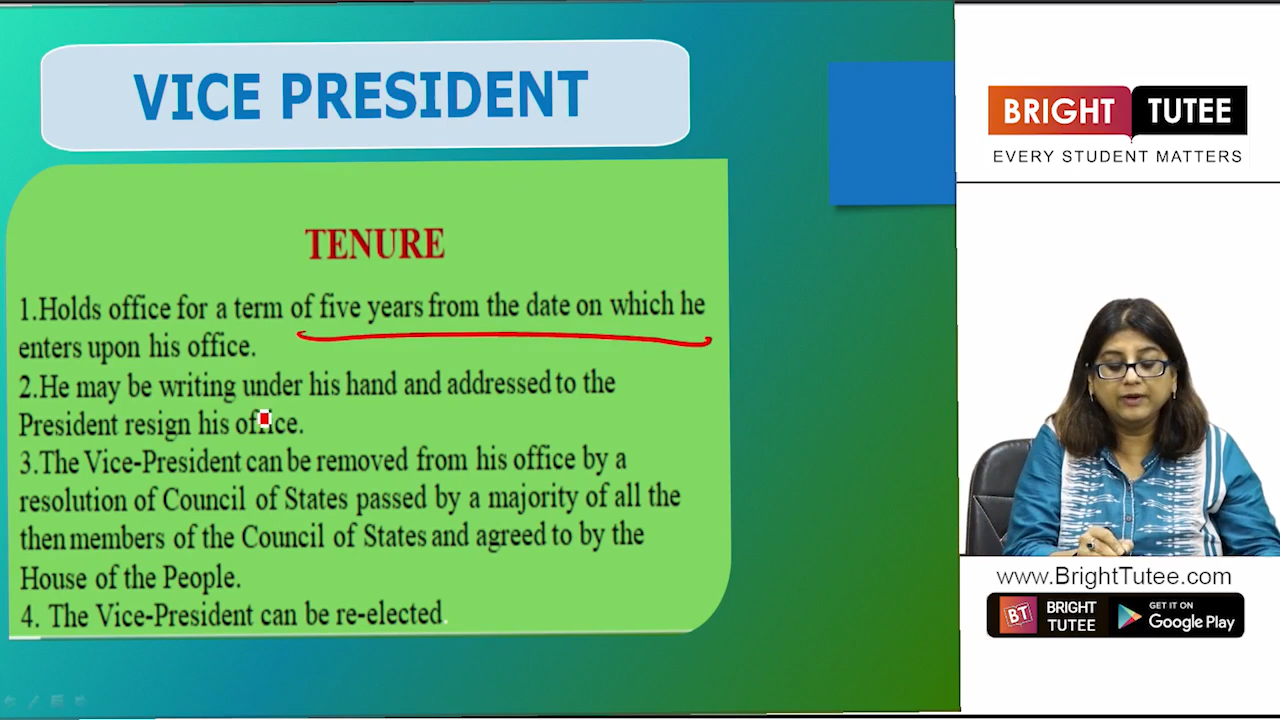 VICE PRESIDENT
TENURE
1.Holds office for a term of five years from the date on which he
enters upon his office.
2.He may be writing under his hand and addressed to the
President resign his office.
3.The Vice-President can be removed from his office by a
resolution of Council of States passed by a majority of all the
then members of the Council of States and agreed to by the
House of the People.
4. The Vice-President can be re-elected.
BRIGHT TUTEE
EVERY STUDENT MATTERS
www.BrightTutee.com
BT BRIGHT TUTEE
GET IT ON
Google Play